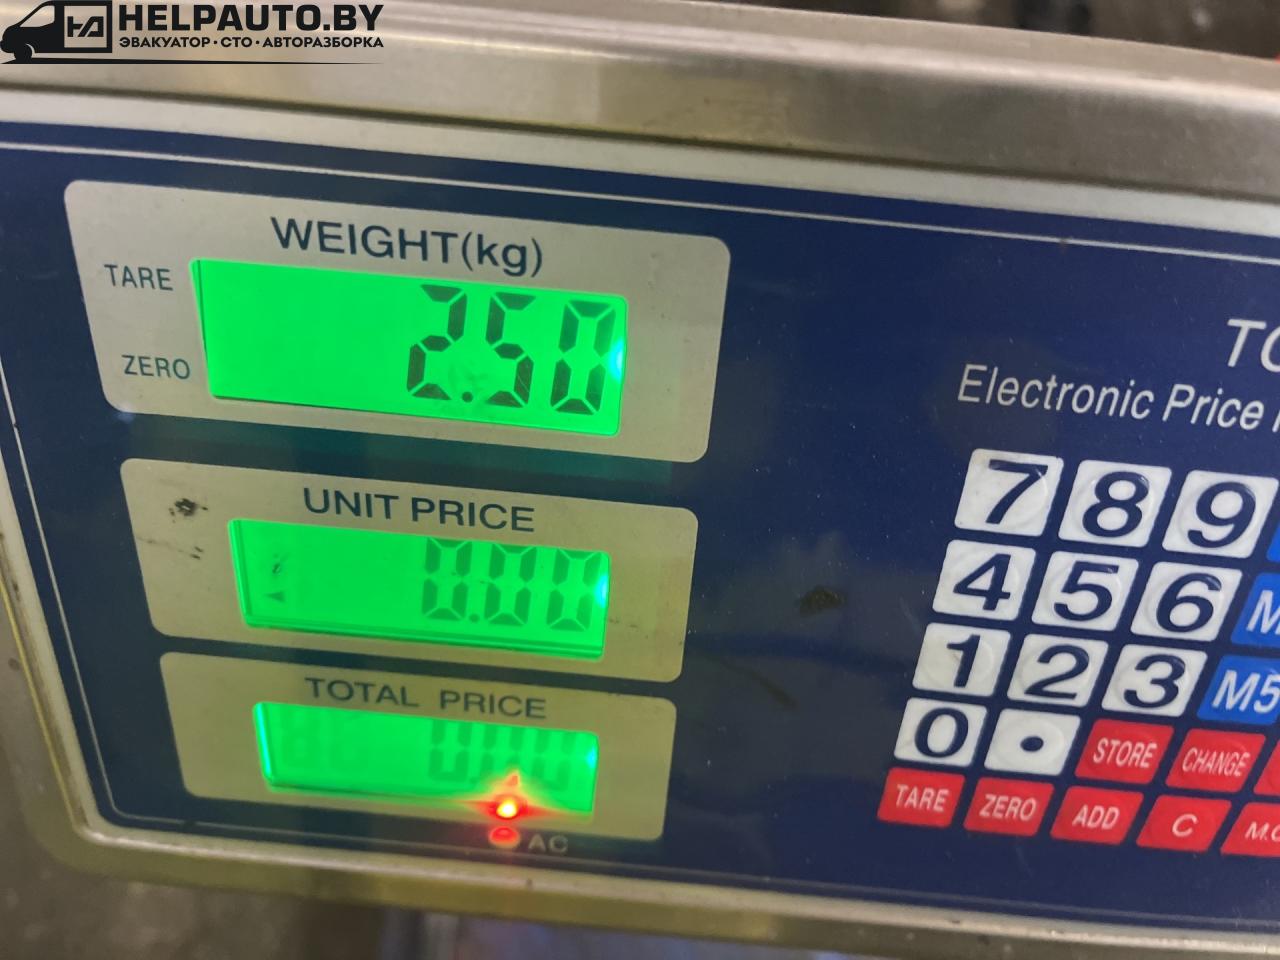 HELPAUTO.BY
ЭВАКУАТОР · СТО · АВТОРАЗБОРКА
WEIGHT(kg)
TARE
ZERO
2.50
UNIT PRICE
0.00
TOTAL PRICE
0.00
AC
Electronic Price
7 8 9
4 5 6
1 2 3 M5
0 • STORE CHANGE
TARE ZERO ADD C